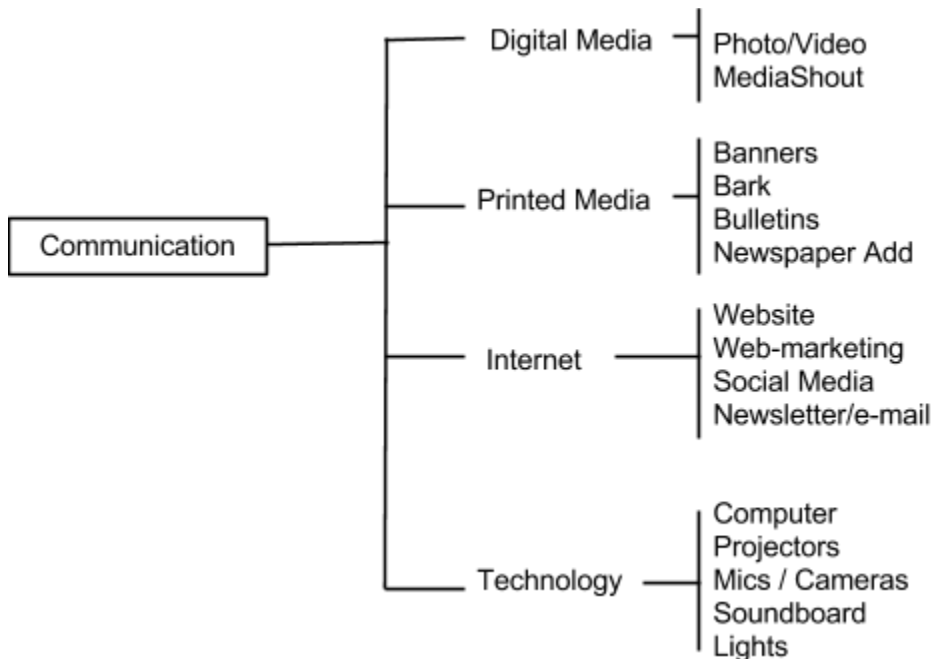 Communication
Digital Media
Photo/Video
MediaShout
Printed Media
Banners
Bark
Bulletins
Newspaper Add
Internet
Website
Web-marketing
Social Media
Newsletter/e-mail
Technology
Computer
Projectors
Mics / Cameras
Soundboard
Lights